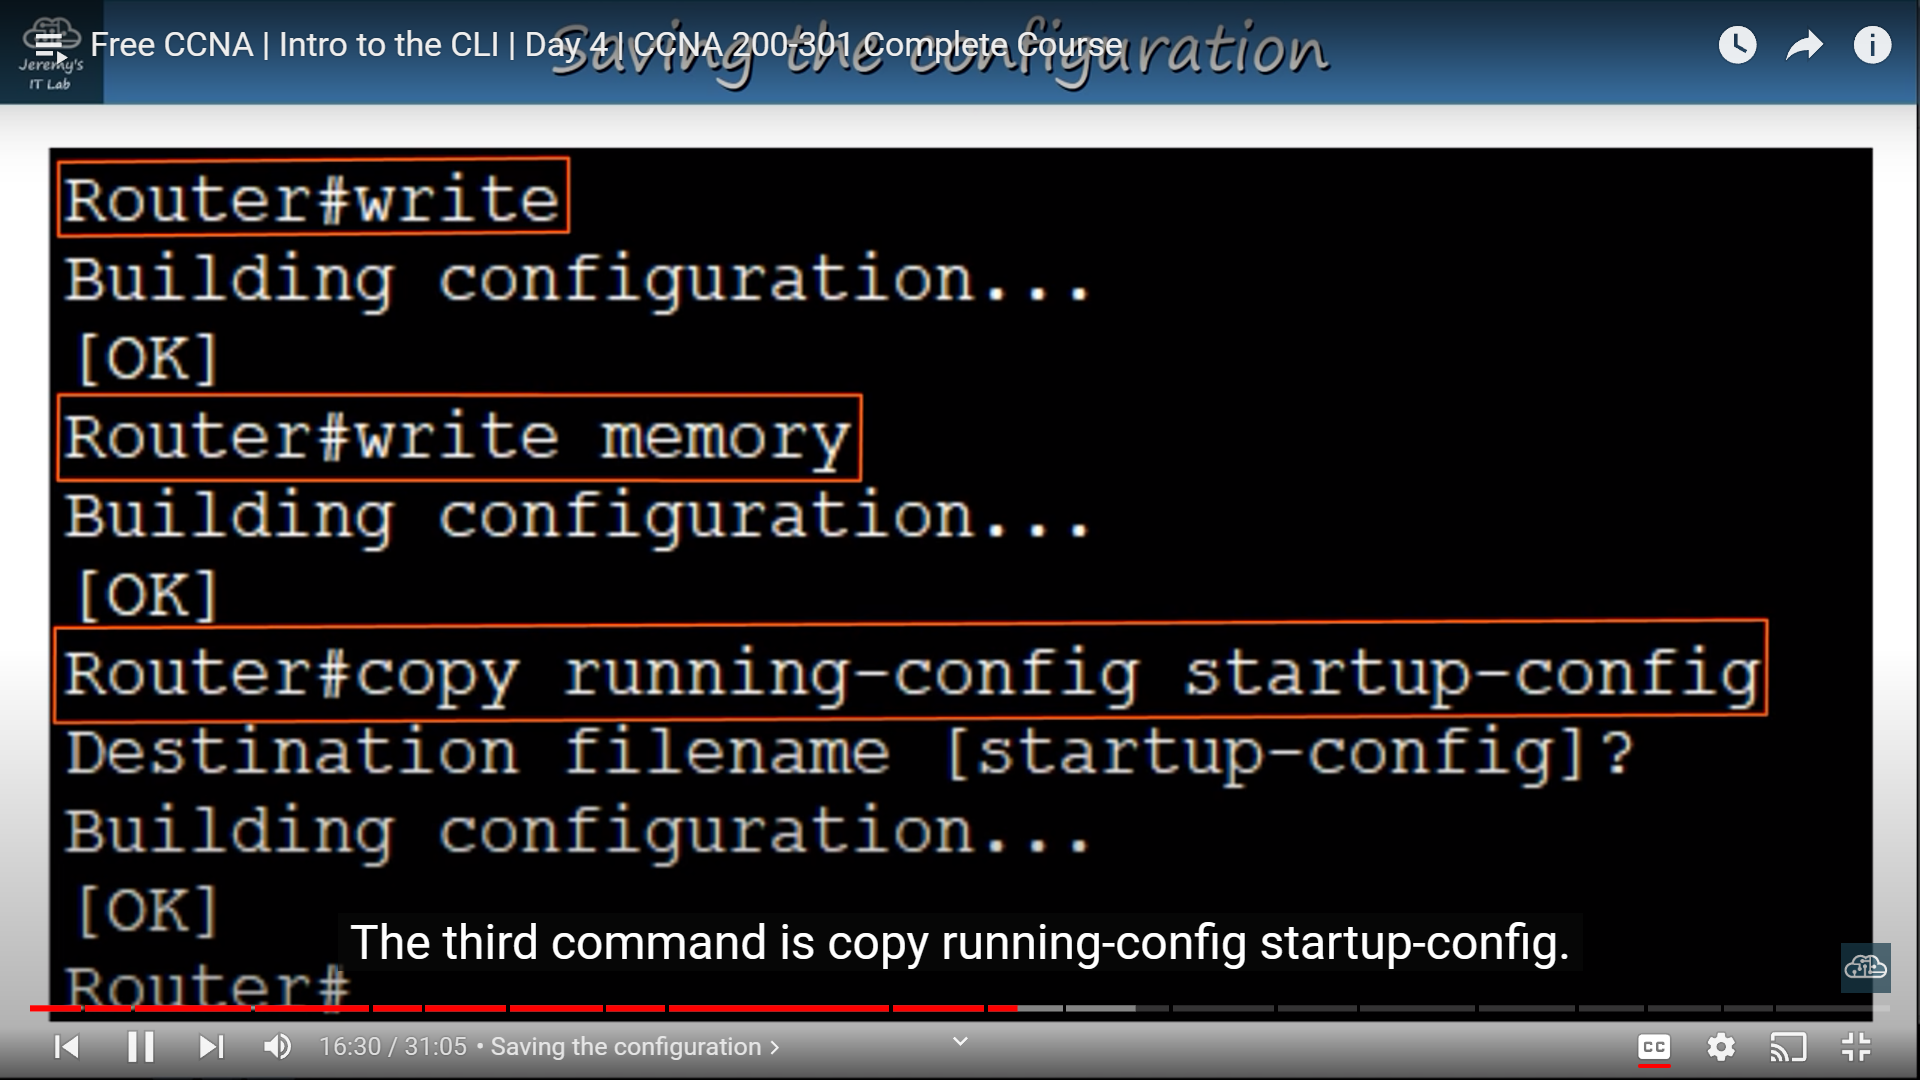 Free CCNA | Intro to the CLI | Day 4 | CCNA 200-301 Complete Course
Saving the configuration
Jeremy's
IT Lab
Router#write
Building configuration...
[OK]
Router#write memory
Building configuration...
[OK]
Router#copy running-config startup-config
Destination filename [startup-config]?
Building configuration...
[OK]
The third command is copy running-config startup-config.
Router#
16:30 / 31:05 • Saving the configuration ›
CC